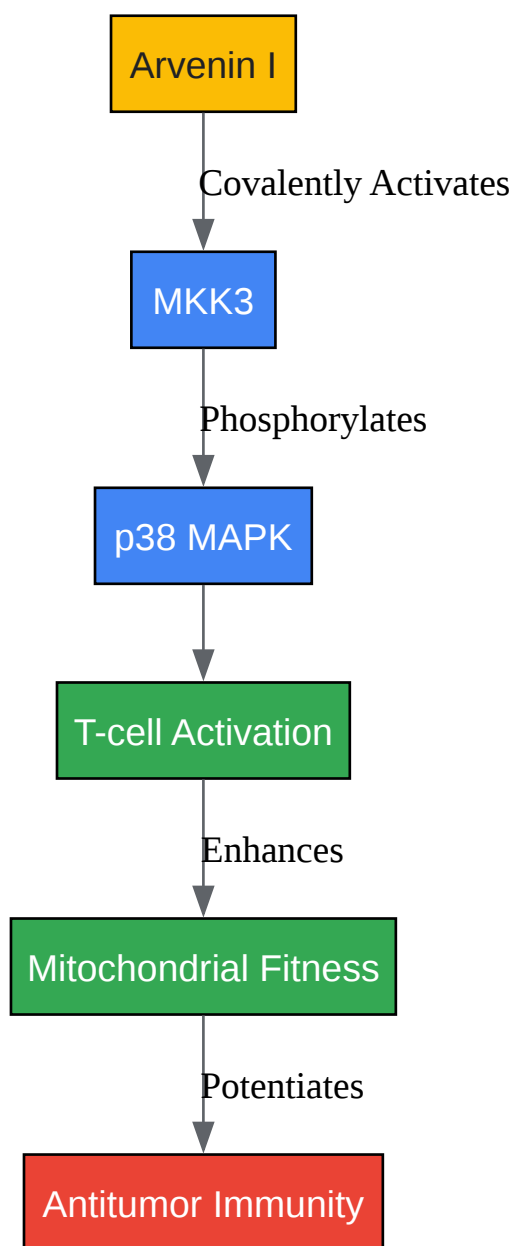 Arvenin I
Covalently Activates
MKK3
Phosphorylates
p38 MAPK
T-cell Activation
Enhances
Mitochondrial Fitness
Potentiates
Antitumor Immunity